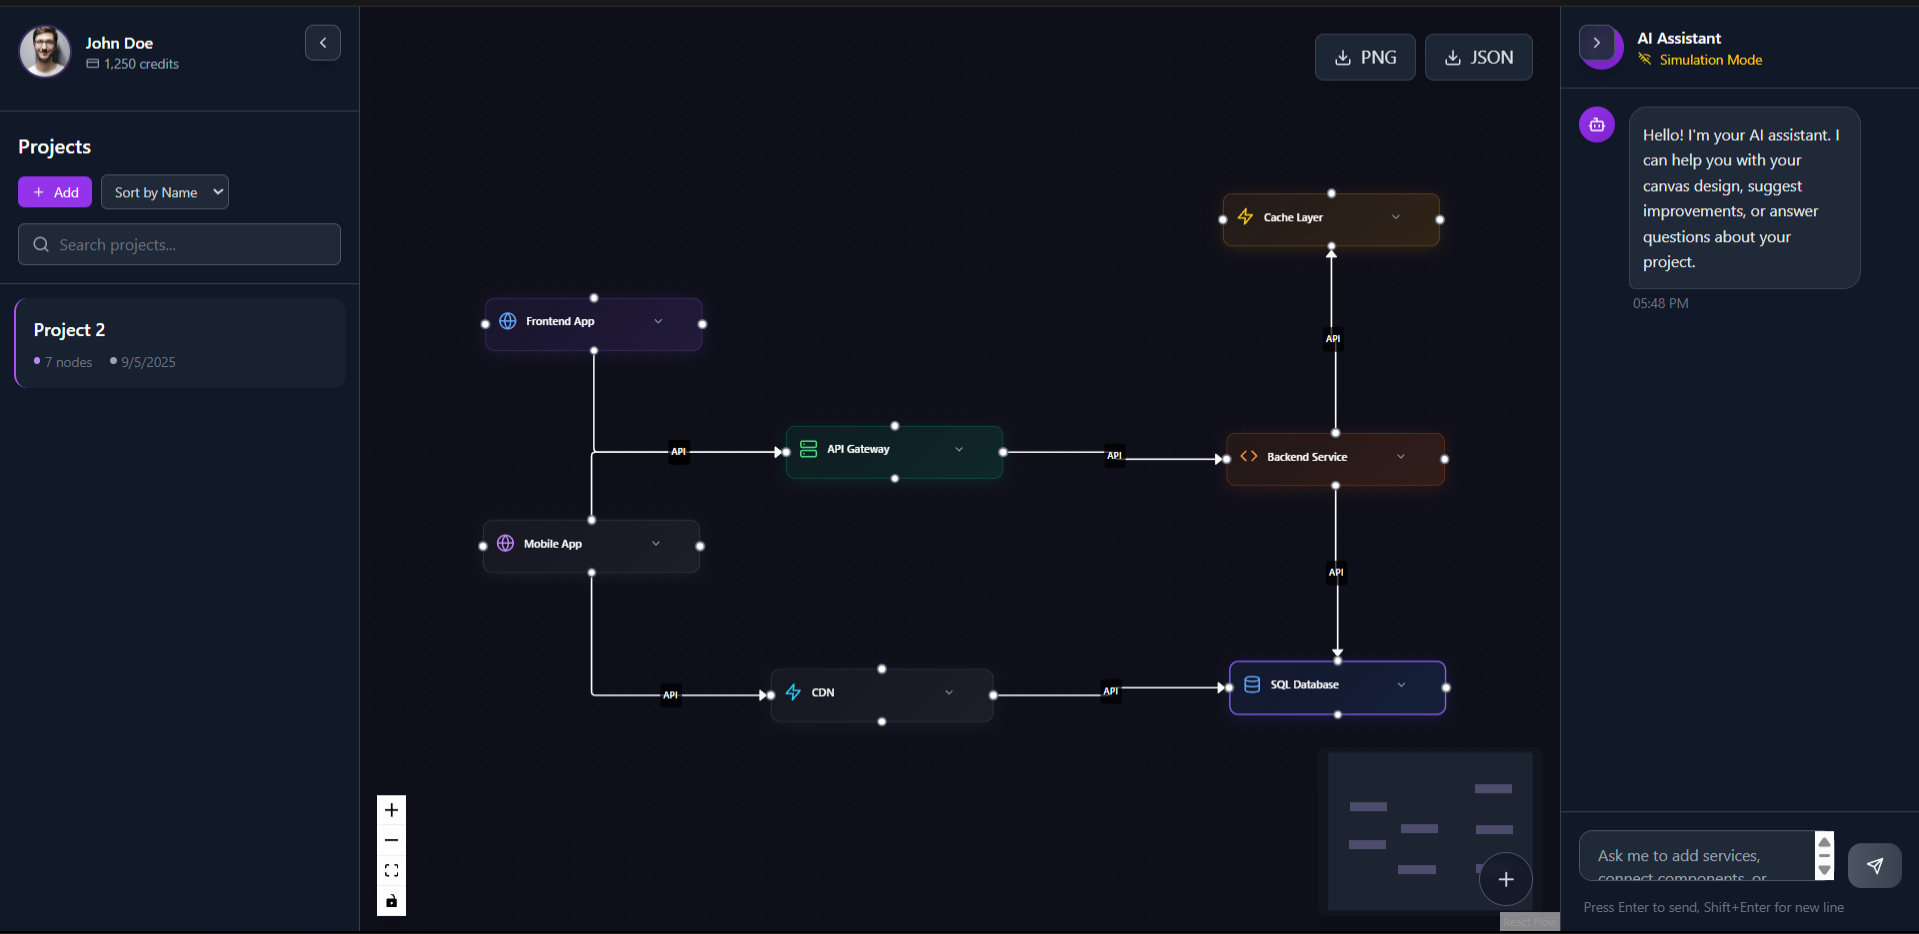 John Doe
1,250 credits
Projects
Add
Sort by Name
Search projects...
Project 2
7 nodes
9/5/2025
PNG
JSON
Cache Layer
Frontend App
API
API
API Gateway
API
Backend Service
Mobile App
API
API
CDN
API
SQL Database
React Flow
AI Assistant
Simulation Mode
Hello! I'm your AI assistant. I
can help you with your
canvas design, suggest
improvements, or answer
questions about your
project.
05:48 PM
Ask me to add services,
connect components, or
Press Enter to send, Shift+Enter for new line